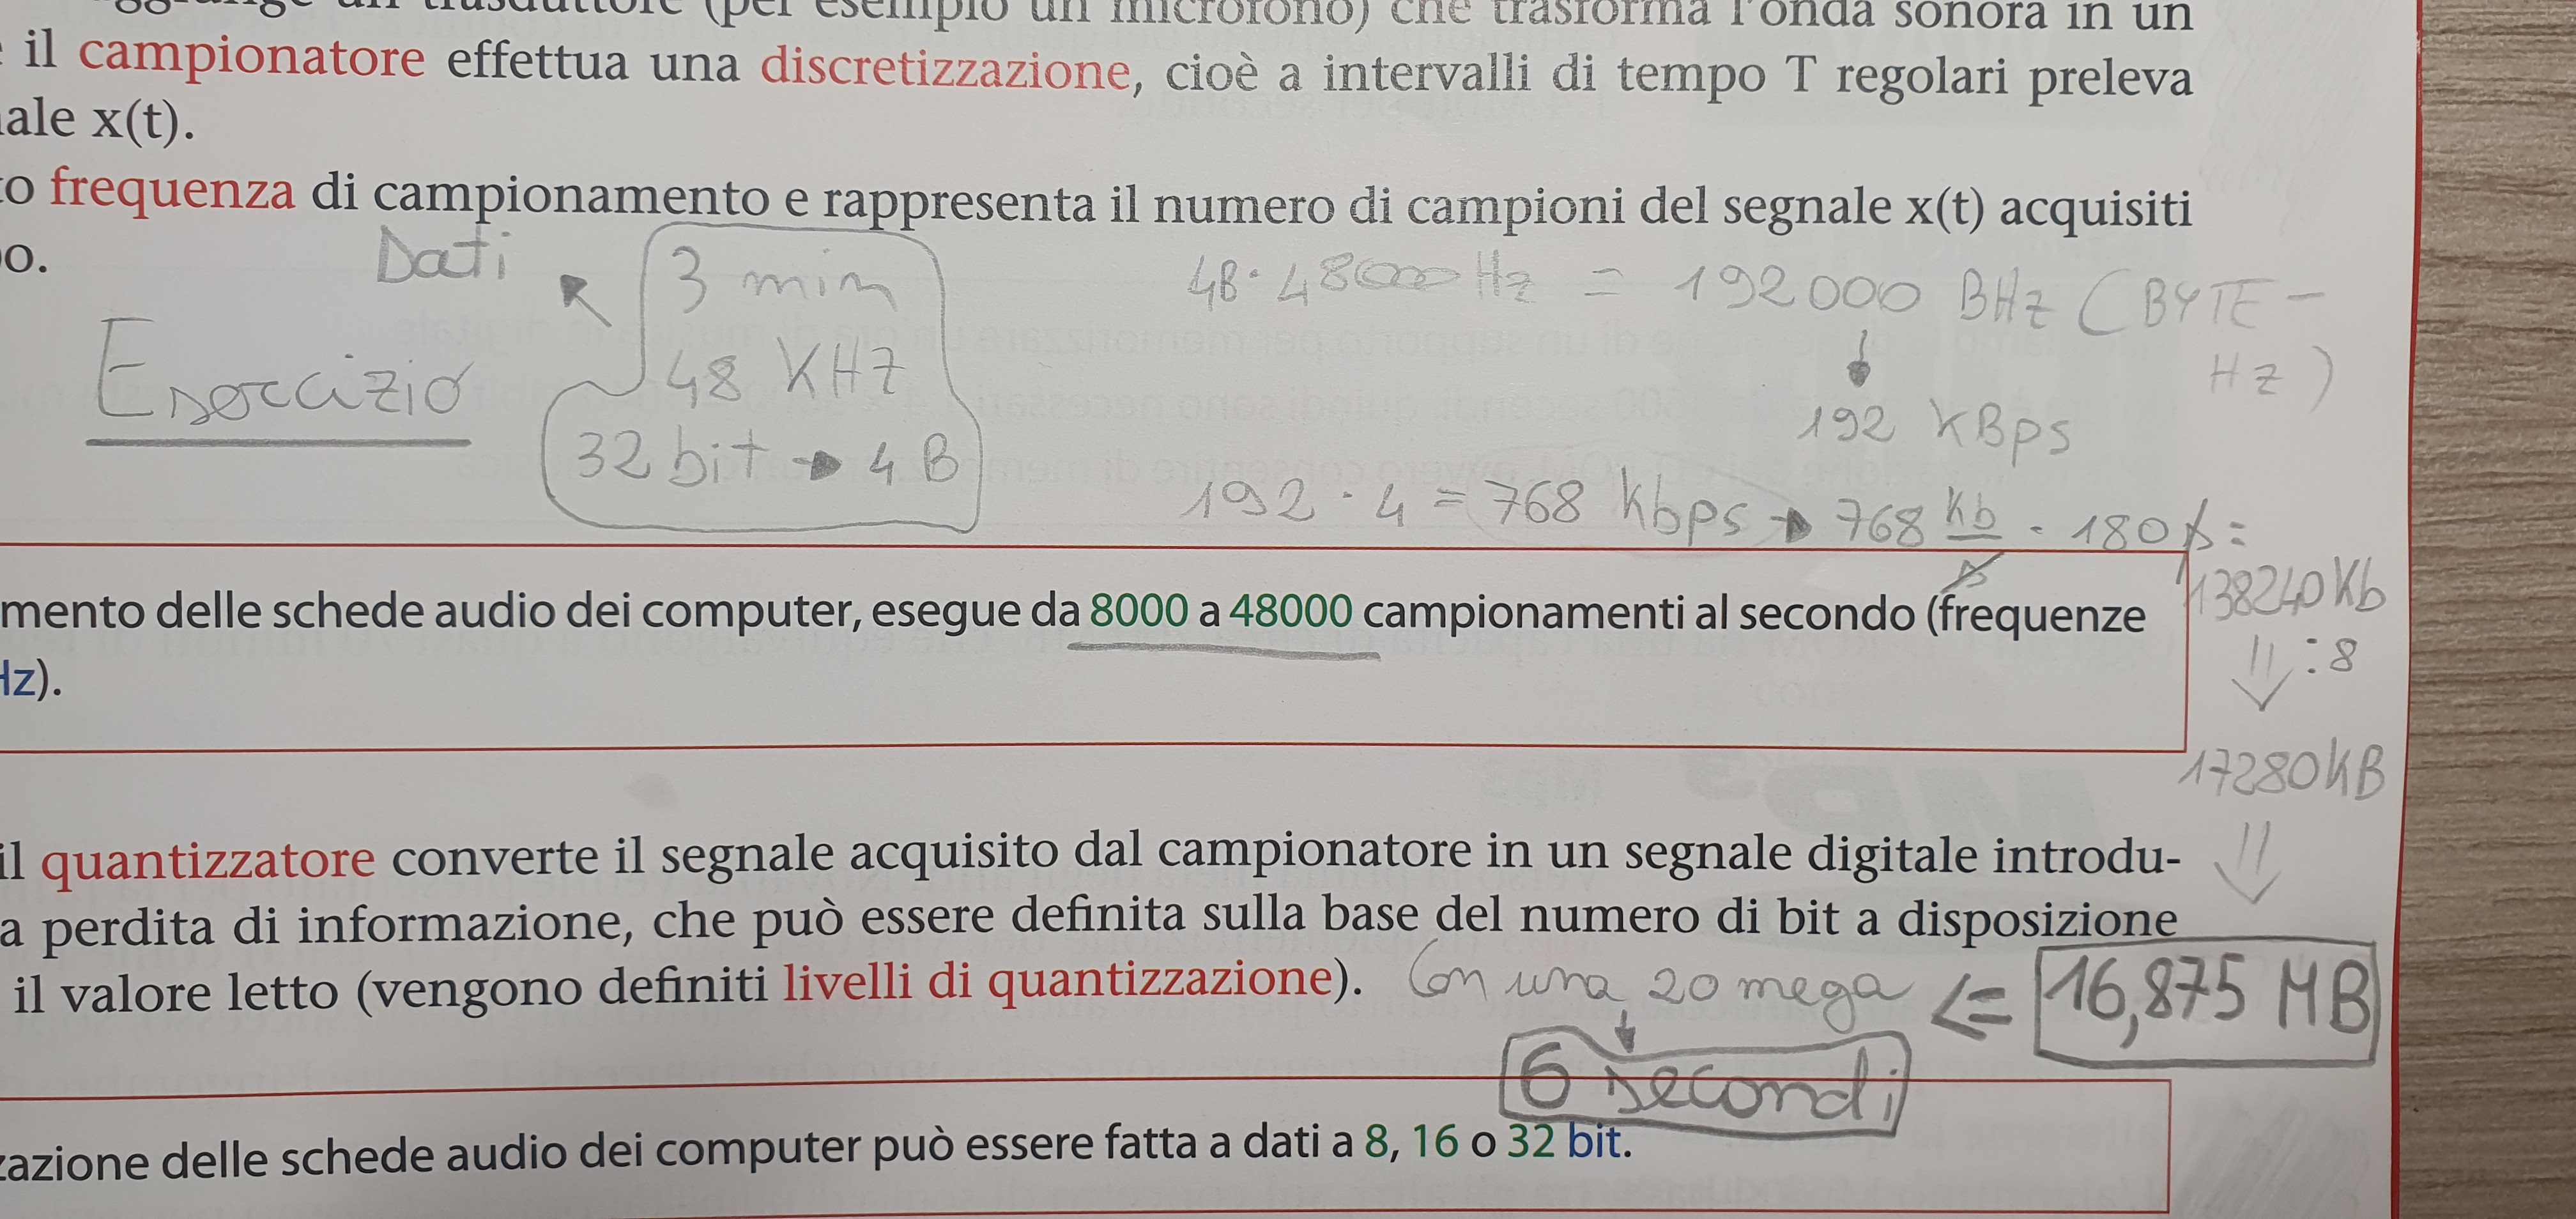 un trasduttore (per esempio un microfono) che trasforma l'onda sonora in un
il campionatore effettua una discretizzazione, cioè a intervalli di tempo T regolari preleva
ale x(t).
o frequenza di campionamento e rappresenta il numero di campioni del segnale x(t) acquisiti
o.
Dati
3 min
48 KHZ
32 bit → 4 B
Esercizio
4B · 48000 Hz = 192000 BHz (BYTE-
HZ)
↓
192 KBps
192 · 4 = 768 Kbps → 768 Kb/s · 180 s =
138240 Kb
⇓ :8
17280 KB
⇓
16,875 MB
mento delle schede audio dei computer, esegue da 8000 a 48000 campionamenti al secondo (frequenze
Hz).
il quantizzatore converte il segnale acquisito dal campionatore in un segnale digitale introdu-
a perdita di informazione, che può essere definita sulla base del numero di bit a disposizione
il valore letto (vengono definiti livelli di quantizzazione).
Con una 20 mega <=
↓
6 secondi
zazione delle schede audio dei computer può essere fatta a dati a 8, 16 o 32 bit.